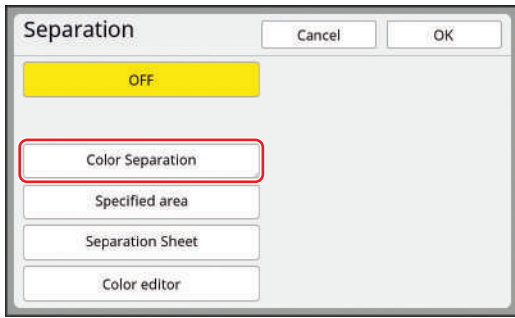 Separation
Cancel
OK
OFF
Color Separation
Specified area
Separation Sheet
Color editor